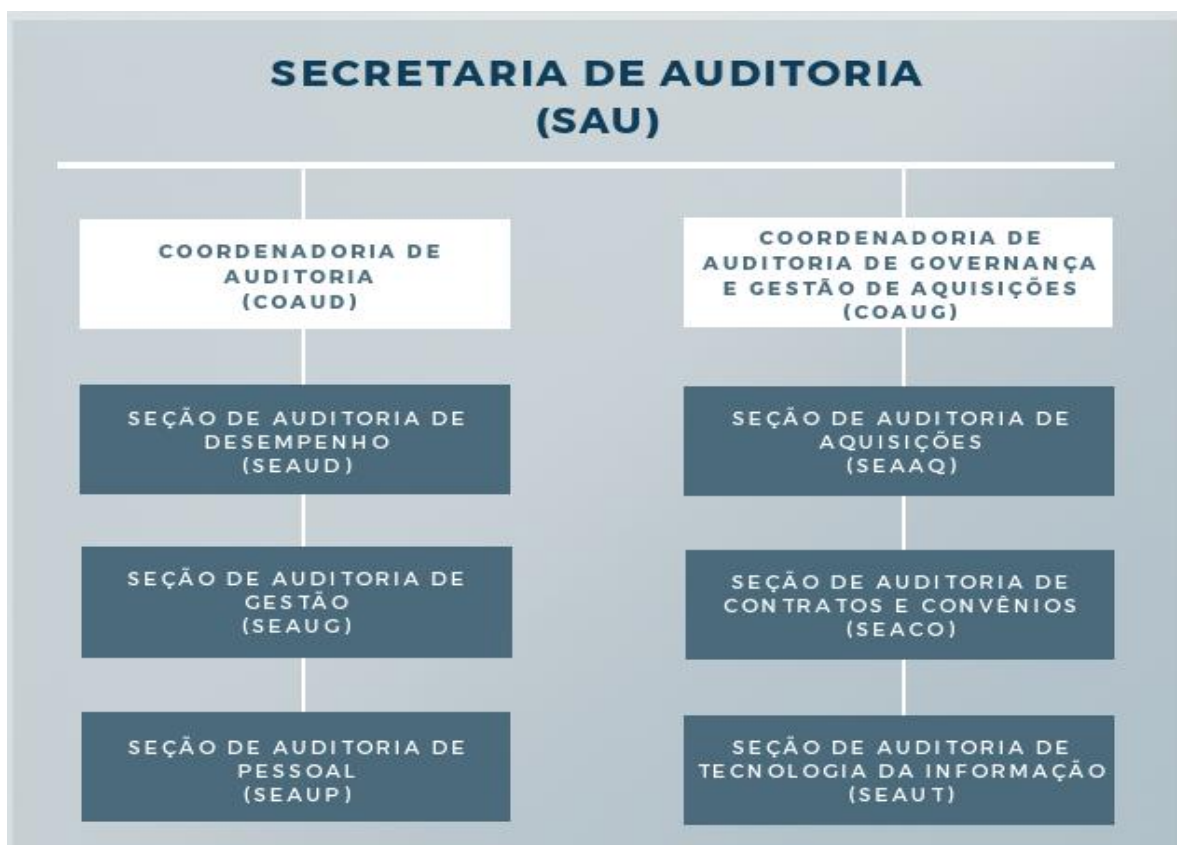 SECRETARIA DE AUDITORIA
(SAU)
COORDENADORIA DE
AUDITORIA
(COAUD)
SEÇÃO DE AUDITORIA DE
DESEMPENHO
(SEAUD)
SEÇÃO DE AUDITORIA DE
GESTÃO
(SEAUG)
SEÇÃO DE AUDITORIA DE
PESSOAL
(SEAUP)
COORDENADORIA DE
AUDITORIA DE GOVERNANÇA
E GESTÃO DE AQUISIÇÕES
(COAUG)
SEÇÃO DE AUDITORIA DE
AQUISIÇÕES
(SEAAQ)
SEÇÃO DE AUDITORIA DE
CONTRATOS E CONVÊNIOS
(SEACO)
SEÇÃO DE AUDITORIA DE
TECNOLOGIA DA INFORMAÇÃO
(SEAUT)